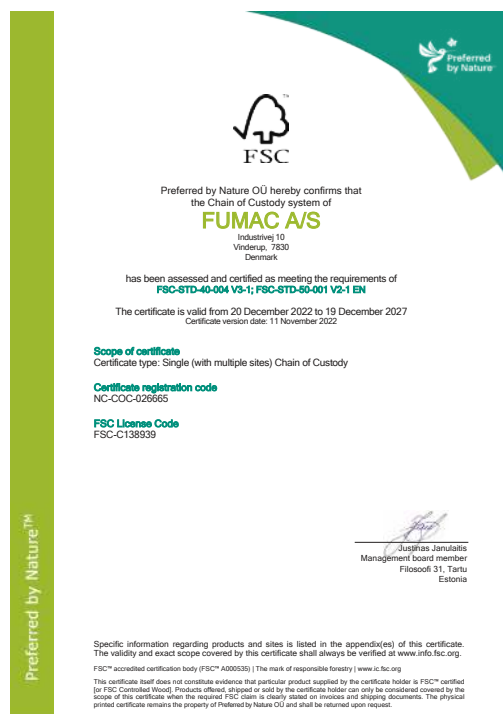 Preferred
by Nature™
™
FSC
Preferred by Nature OÜ hereby confirms that
the Chain of Custody system of
FUMAC A/S
Industrivej 10
Vinderup, 7830
Denmark
has been assessed and certified as meeting the requirements of
FSC-STD-40-004 V3-1; FSC-STD-50-001 V2-1 EN
The certificate is valid from 20 December 2022 to 19 December 2027
Certificate version date: 11 November 2022
Scope of certificate
Certificate type: Single (with multiple sites) Chain of Custody
Certificate registration code
NC-COC-026665
FSC License Code
FSC-C138939
Justinas Janulaitis
Management board member
Filosoofi 31, Tartu
Estonia
Preferred by Nature™
Specific information regarding products and sites is listed in the appendix(es) of this certificate.
The validity and exact scope covered by this certificate shall always be verified at www.info.fsc.org.
FSC™ accredited certification body (FSC™ A000535) | The mark of responsible forestry | www.ic.fsc.org
This certificate itself does not constitute evidence that particular product supplied by the certificate holder is FSC™ certified
[or FSC Controlled Wood]. Products offered, shipped or sold by the certificate holder can only be considered covered by the
scope of this certificate when the required FSC claim is clearly stated on invoices and shipping documents. The physical
printed certificate remains the property of Preferred by Nature OÜ and shall be returned upon request.